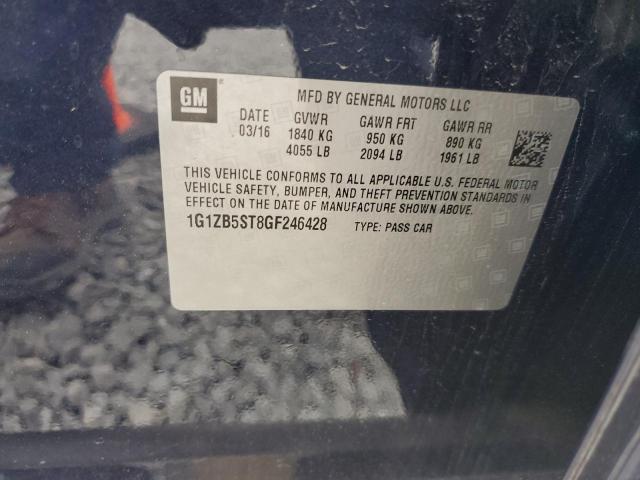 GM
MFD BY GENERAL MOTORS LLC
DATE GVWR GAWR FRT GAWR RR
03/16 1840 KG 950 KG 890 KG
4055 LB 2094 LB 1961 LB
THIS VEHICLE CONFORMS TO ALL APPLICABLE U.S. FEDERAL MOTOR
VEHICLE SAFETY, BUMPER, AND THEFT PREVENTION STANDARDS IN
EFFECT ON THE DATE OF MANUFACTURE SHOWN ABOVE.
1G1ZB5ST8GF246428 TYPE: PASS CAR